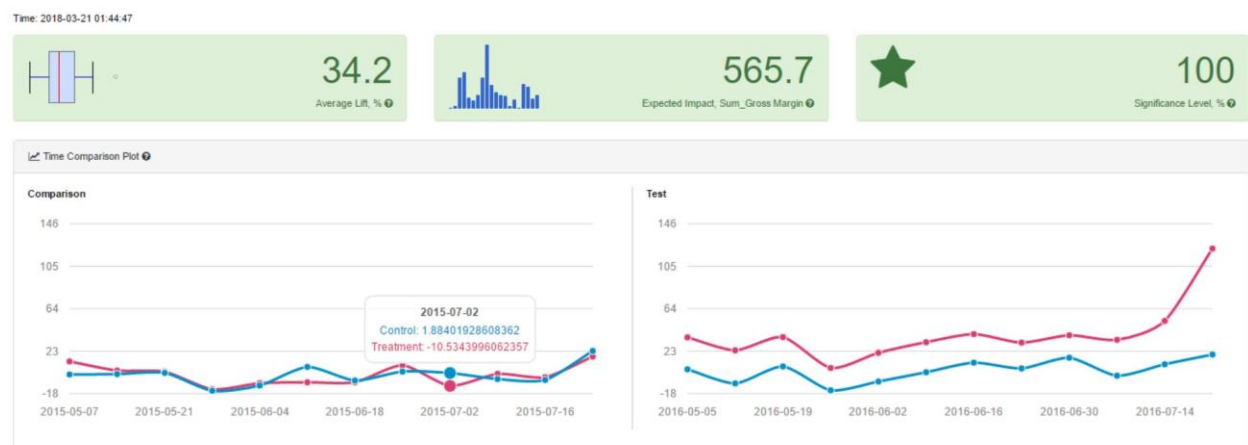 Time: 2018-03-21 01:44:47
34.2
Average Lift, %
565.7
Expected Impact, Sum_Gross Margin
100
Significance Level, %
Time Comparison Plot
Comparison
146
105
64
23
-18
2015-05-07 2015-05-21 2015-06-04 2015-06-18 2015-07-02 2015-07-16
2015-07-02
Control: 1.88401928608362
Treatment: -10.5343996062357
Test
146
105
64
23
-18
2016-05-05 2016-05-19 2016-06-02 2016-06-16 2016-06-30 2016-07-14